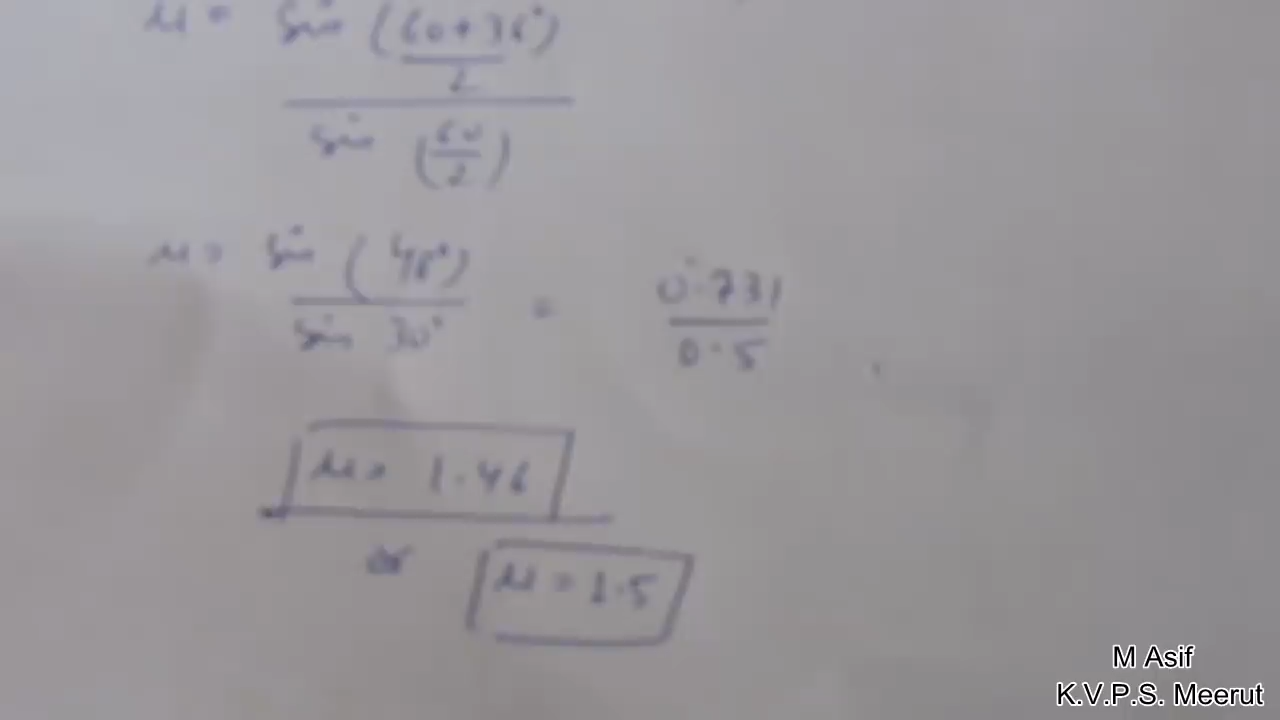 μ = sin (60+36°)
2
sin (60
2)
μ = sin (48°) = 0.731
sin 30° 0.5
μ = 1.46
or μ = 1.5
M Asif
K.V.P.S. Meerut